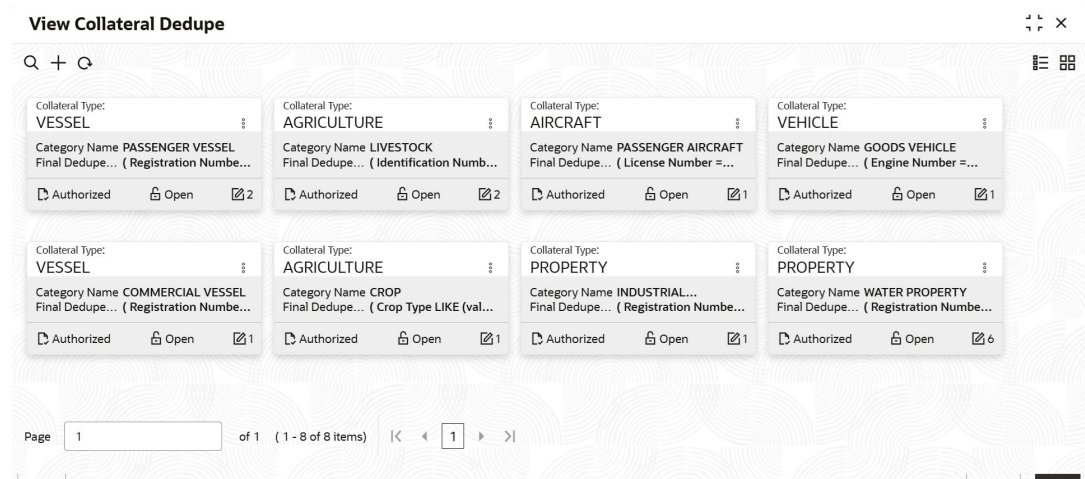 View Collateral Dedupe
Collateral Type:
VESSEL
Category Name PASSENGER VESSEL
Final Dedupe... ( Registration Numbe...
Authorized Open 2
Collateral Type:
AGRICULTURE
Category Name LIVESTOCK
Final Dedupe... ( Identification Numb...
Authorized Open 2
Collateral Type:
AIRCRAFT
Category Name PASSENGER AIRCRAFT
Final Dedupe... ( License Number =...
Authorized Open 1
Collateral Type:
VEHICLE
Category Name GOODS VEHICLE
Final Dedupe... ( Engine Number =...
Authorized Open 1
Collateral Type:
VESSEL
Category Name COMMERCIAL VESSEL
Final Dedupe... ( Registration Numbe...
Authorized Open 1
Collateral Type:
AGRICULTURE
Category Name CROP
Final Dedupe... ( Crop Type LIKE (val...
Authorized Open 1
Collateral Type:
PROPERTY
Category Name INDUSTRIAL...
Final Dedupe... ( Registration Numbe...
Authorized Open 1
Collateral Type:
PROPERTY
Category Name WATER PROPERTY
Final Dedupe... ( Registration Numbe...
Authorized Open 6
Page 1 of 1 ( 1 - 8 of 8 items) 1